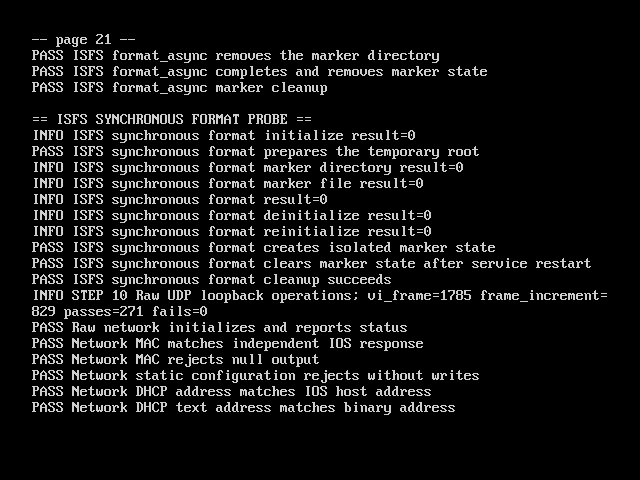 -- page 21 --
PASS ISFS format_async removes the marker directory
PASS ISFS format_async completes and removes marker state
PASS ISFS format_async marker cleanup
== ISFS SYNCHRONOUS FORMAT PROBE ==
INFO ISFS synchronous format initialize result=0
PASS ISFS synchronous format prepares the temporary root
INFO ISFS synchronous format marker directory result=0
INFO ISFS synchronous format marker file result=0
INFO ISFS synchronous format result=0
INFO ISFS synchronous format deinitialize result=0
INFO ISFS synchronous format reinitialize result=0
PASS ISFS synchronous format creates isolated marker state
PASS ISFS synchronous format clears marker state after service restart
PASS ISFS synchronous format cleanup succeeds
INFO STEP 10 Raw UDP loopback operations; vi_frame=1785 frame_increment=
829 passes=271 fails=0
PASS Raw network initializes and reports status
PASS Network MAC matches independent IOS response
PASS Network MAC rejects null output
PASS Network static configuration rejects without writes
PASS Network DHCP address matches IOS host address
PASS Network DHCP text address matches binary address